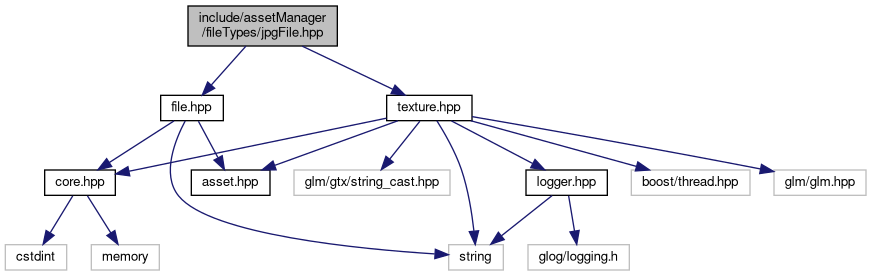 include/assetManager
/fileTypes/jpgFile.hpp
file.hpp
texture.hpp
core.hpp
asset.hpp
glm/gtx/string_cast.hpp
logger.hpp
boost/thread.hpp
glm/glm.hpp
cstdint
memory
string
glog/logging.h